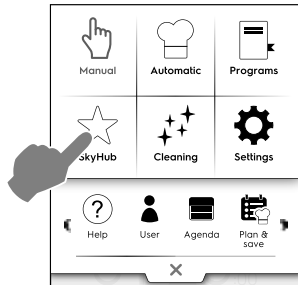 Manual Automatic Programs
SkyHub Cleaning Settings
?
Help User Agenda Plan &
save